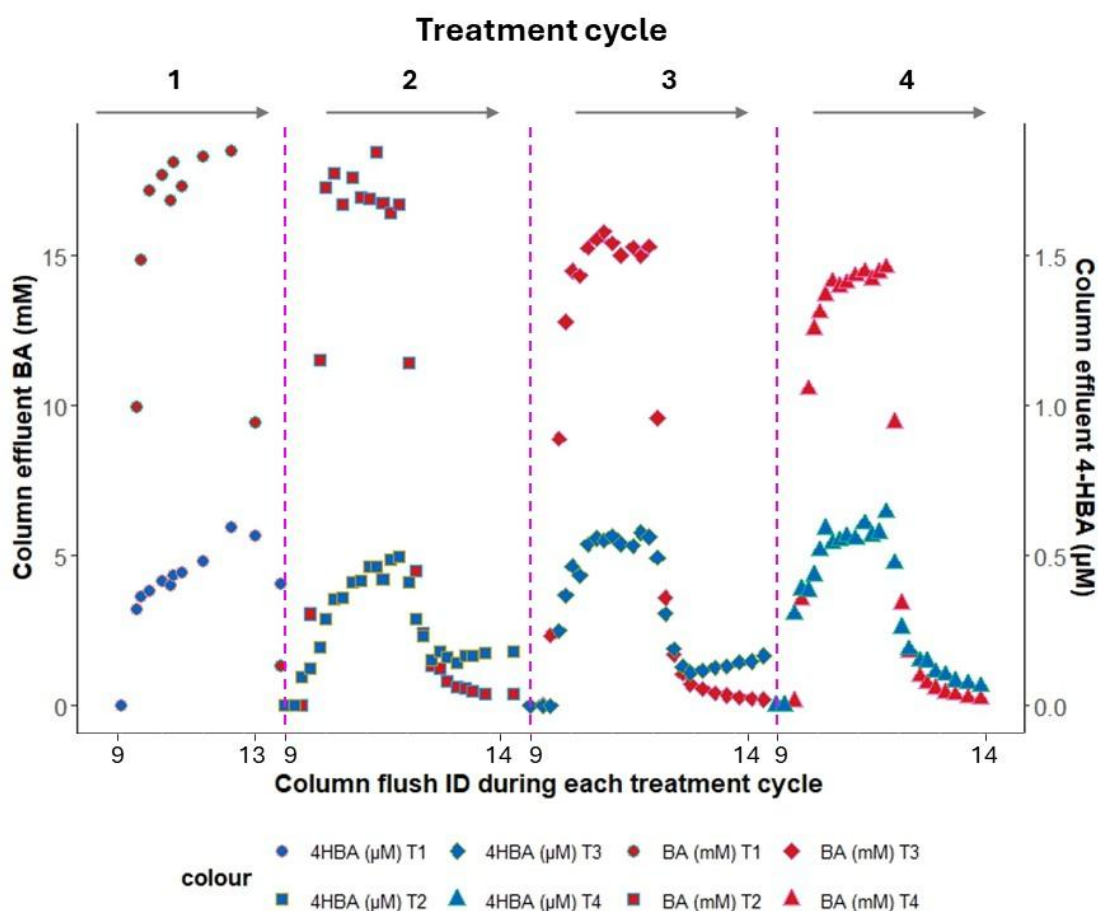 Treatment cycle
1 2 3 4
Column effluent BA (mM)
15
10
5
0
1.5
1.0
0.5
0.0
Column effluent 4-HBA (µM)
9 13 9 14 9 14 9 14
Column flush ID during each treatment cycle
colour
4HBA (µM) T1 4HBA (µM) T3 BA (mM) T1 BA (mM) T3
4HBA (µM) T2 4HBA (µM) T4 BA (mM) T2 BA (mM) T4